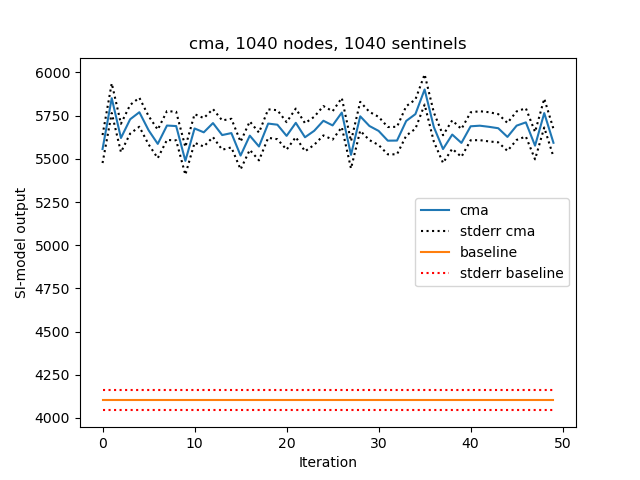 cma, 1040 nodes, 1040 sentinels
6000
5750
5500
5250
5000
4750
4500
4250
4000
SI-model output
cma
stderr cma
baseline
stderr baseline
0
10
20
30
40
50
Iteration